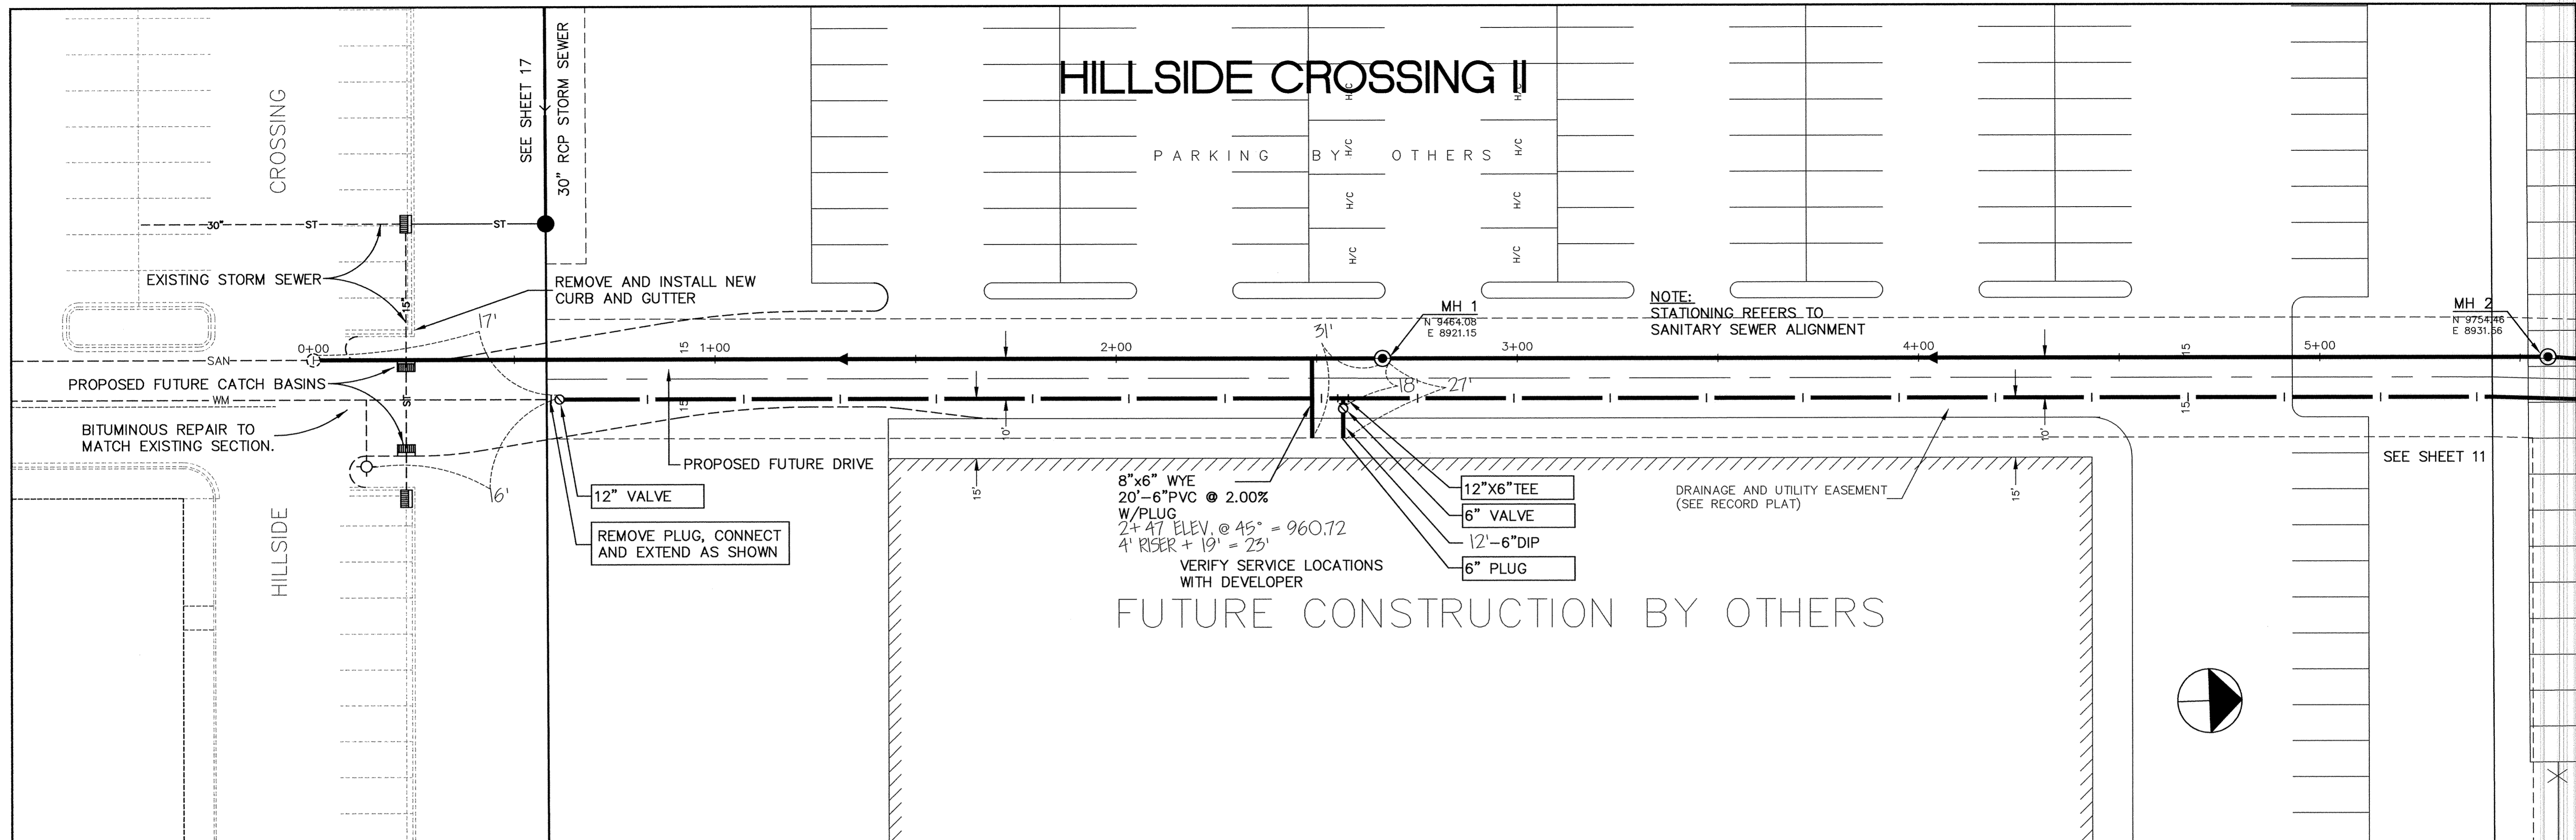 HILLSIDE CROSSING II
PARKING BY OTHERS
H/C
H/C
H/C
H/C
H/C
H/C
H/C
H/C
CROSSING
SEE SHEET 17
30" RCP STORM SEWER
30"
ST
ST
EXISTING STORM SEWER
15"
REMOVE AND INSTALL NEW
CURB AND GUTTER
17'
0+00
SAN
15
1+00
2+00
31'
MH 1
N 9464.08
E 8921.15
NOTE:
STATIONING REFERS TO
SANITARY SEWER ALIGNMENT
3+00
4+00
15
5+00
MH 2
N 9754.46
E 8931.56
PROPOSED FUTURE CATCH BASINS
WM
ST
15
18'
27'
15
10'
10'
BITUMINOUS REPAIR TO
MATCH EXISTING SECTION.
PROPOSED FUTURE DRIVE
16'
12" VALVE
REMOVE PLUG, CONNECT
AND EXTEND AS SHOWN
15'
8"x6" WYE
20'-6"PVC @ 2.00%
W/PLUG
2+47 ELEV. @ 45° = 960.72
4' RISER + 19' = 23'
VERIFY SERVICE LOCATIONS
WITH DEVELOPER
12"X6"TEE
6" VALVE
12'-6"DIP
6" PLUG
DRAINAGE AND UTILITY EASEMENT
(SEE RECORD PLAT)
15'
SEE SHEET 11
HILLSIDE
FUTURE CONSTRUCTION BY OTHERS